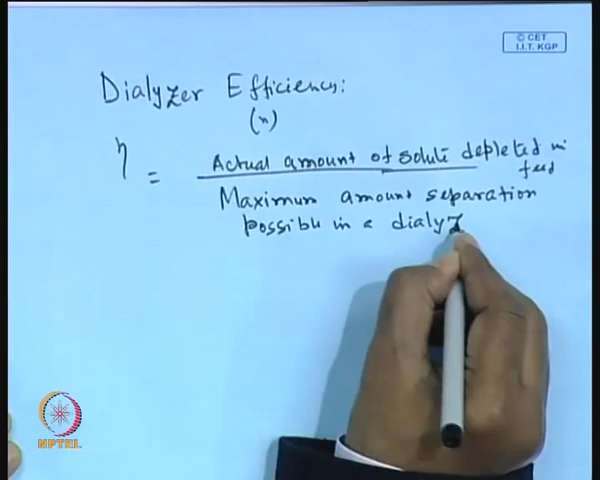 © CET
I.I.T. KGP
Dialyzer Efficiency:
(η)
η = Actual amount of solute depleted in
feed
Maximum amount separation
possible in a dialyz
NPTEL